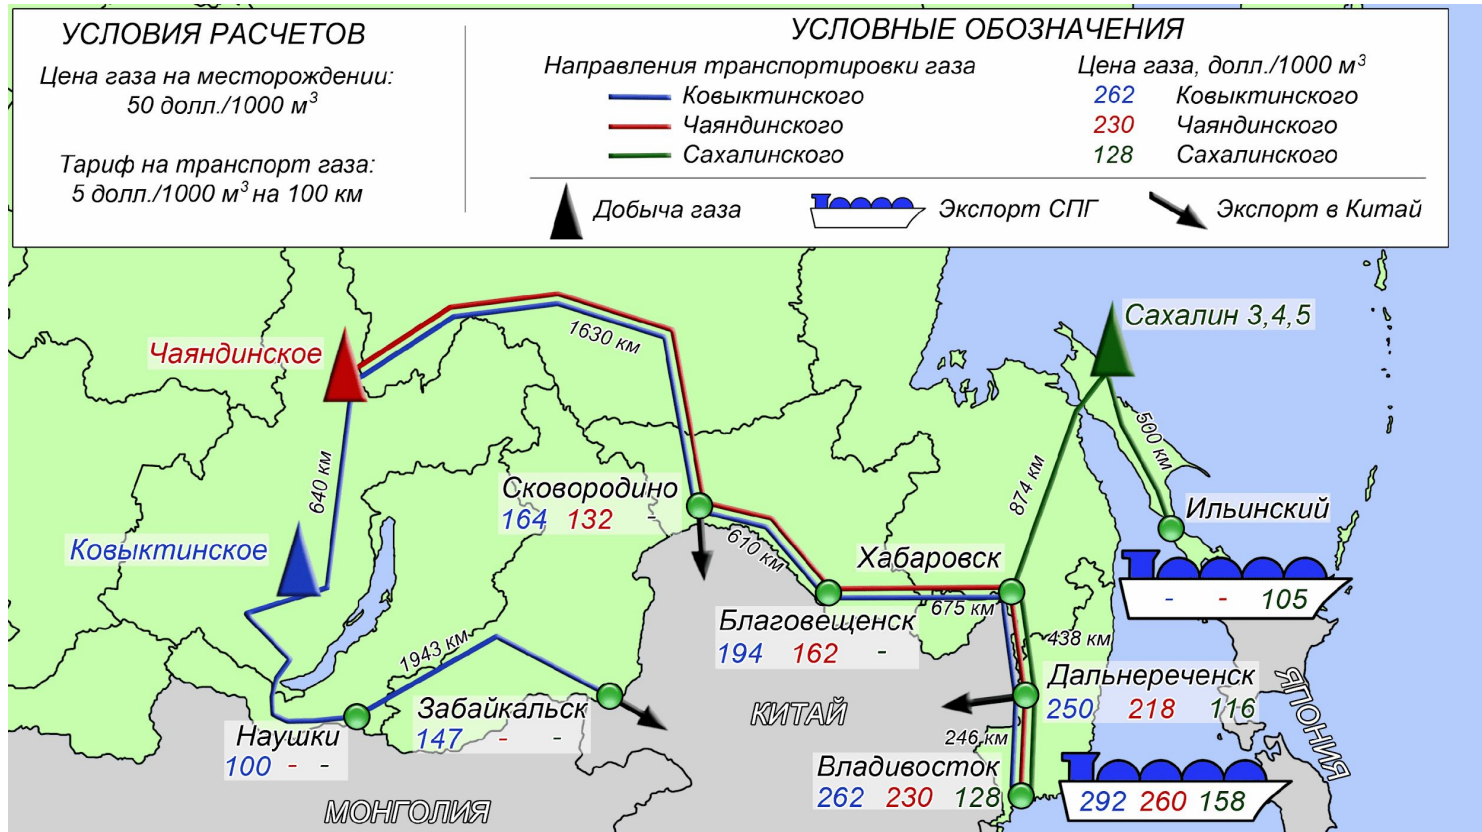 УСЛОВИЯ РАСЧЕТОВ
Цена газа на месторождении:
50 долл./1000 м³
Тариф на транспорт газа:
5 долл./1000 м³ на 100 км
УСЛОВНЫЕ ОБОЗНАЧЕНИЯ
Направления транспортировки газа
Ковыктинского
Чаяндинского
Сахалинского
Цена газа, долл./1000 м³
262 Ковыктинского
230 Чаяндинского
128 Сахалинского
Добыча газа
Экспорт СПГ
Экспорт в Китай
Чаяндинское
1630 км
Сахалин 3,4,5
640 км
500 км
874 км
Сковородино
164 132 -
Ковыктинское
610 км
Ильинский
- - 105
Хабаровск
675 км
Благовещенск
194 162 -
438 км
1943 км
Дальнереченск
250 218 116
Забайкальск
147 - -
КИТАЙ
ЯПОНИЯ
Наушки
100 - -
246 км
Владивосток
262 230 128
292 260 158
МОНГОЛИЯ